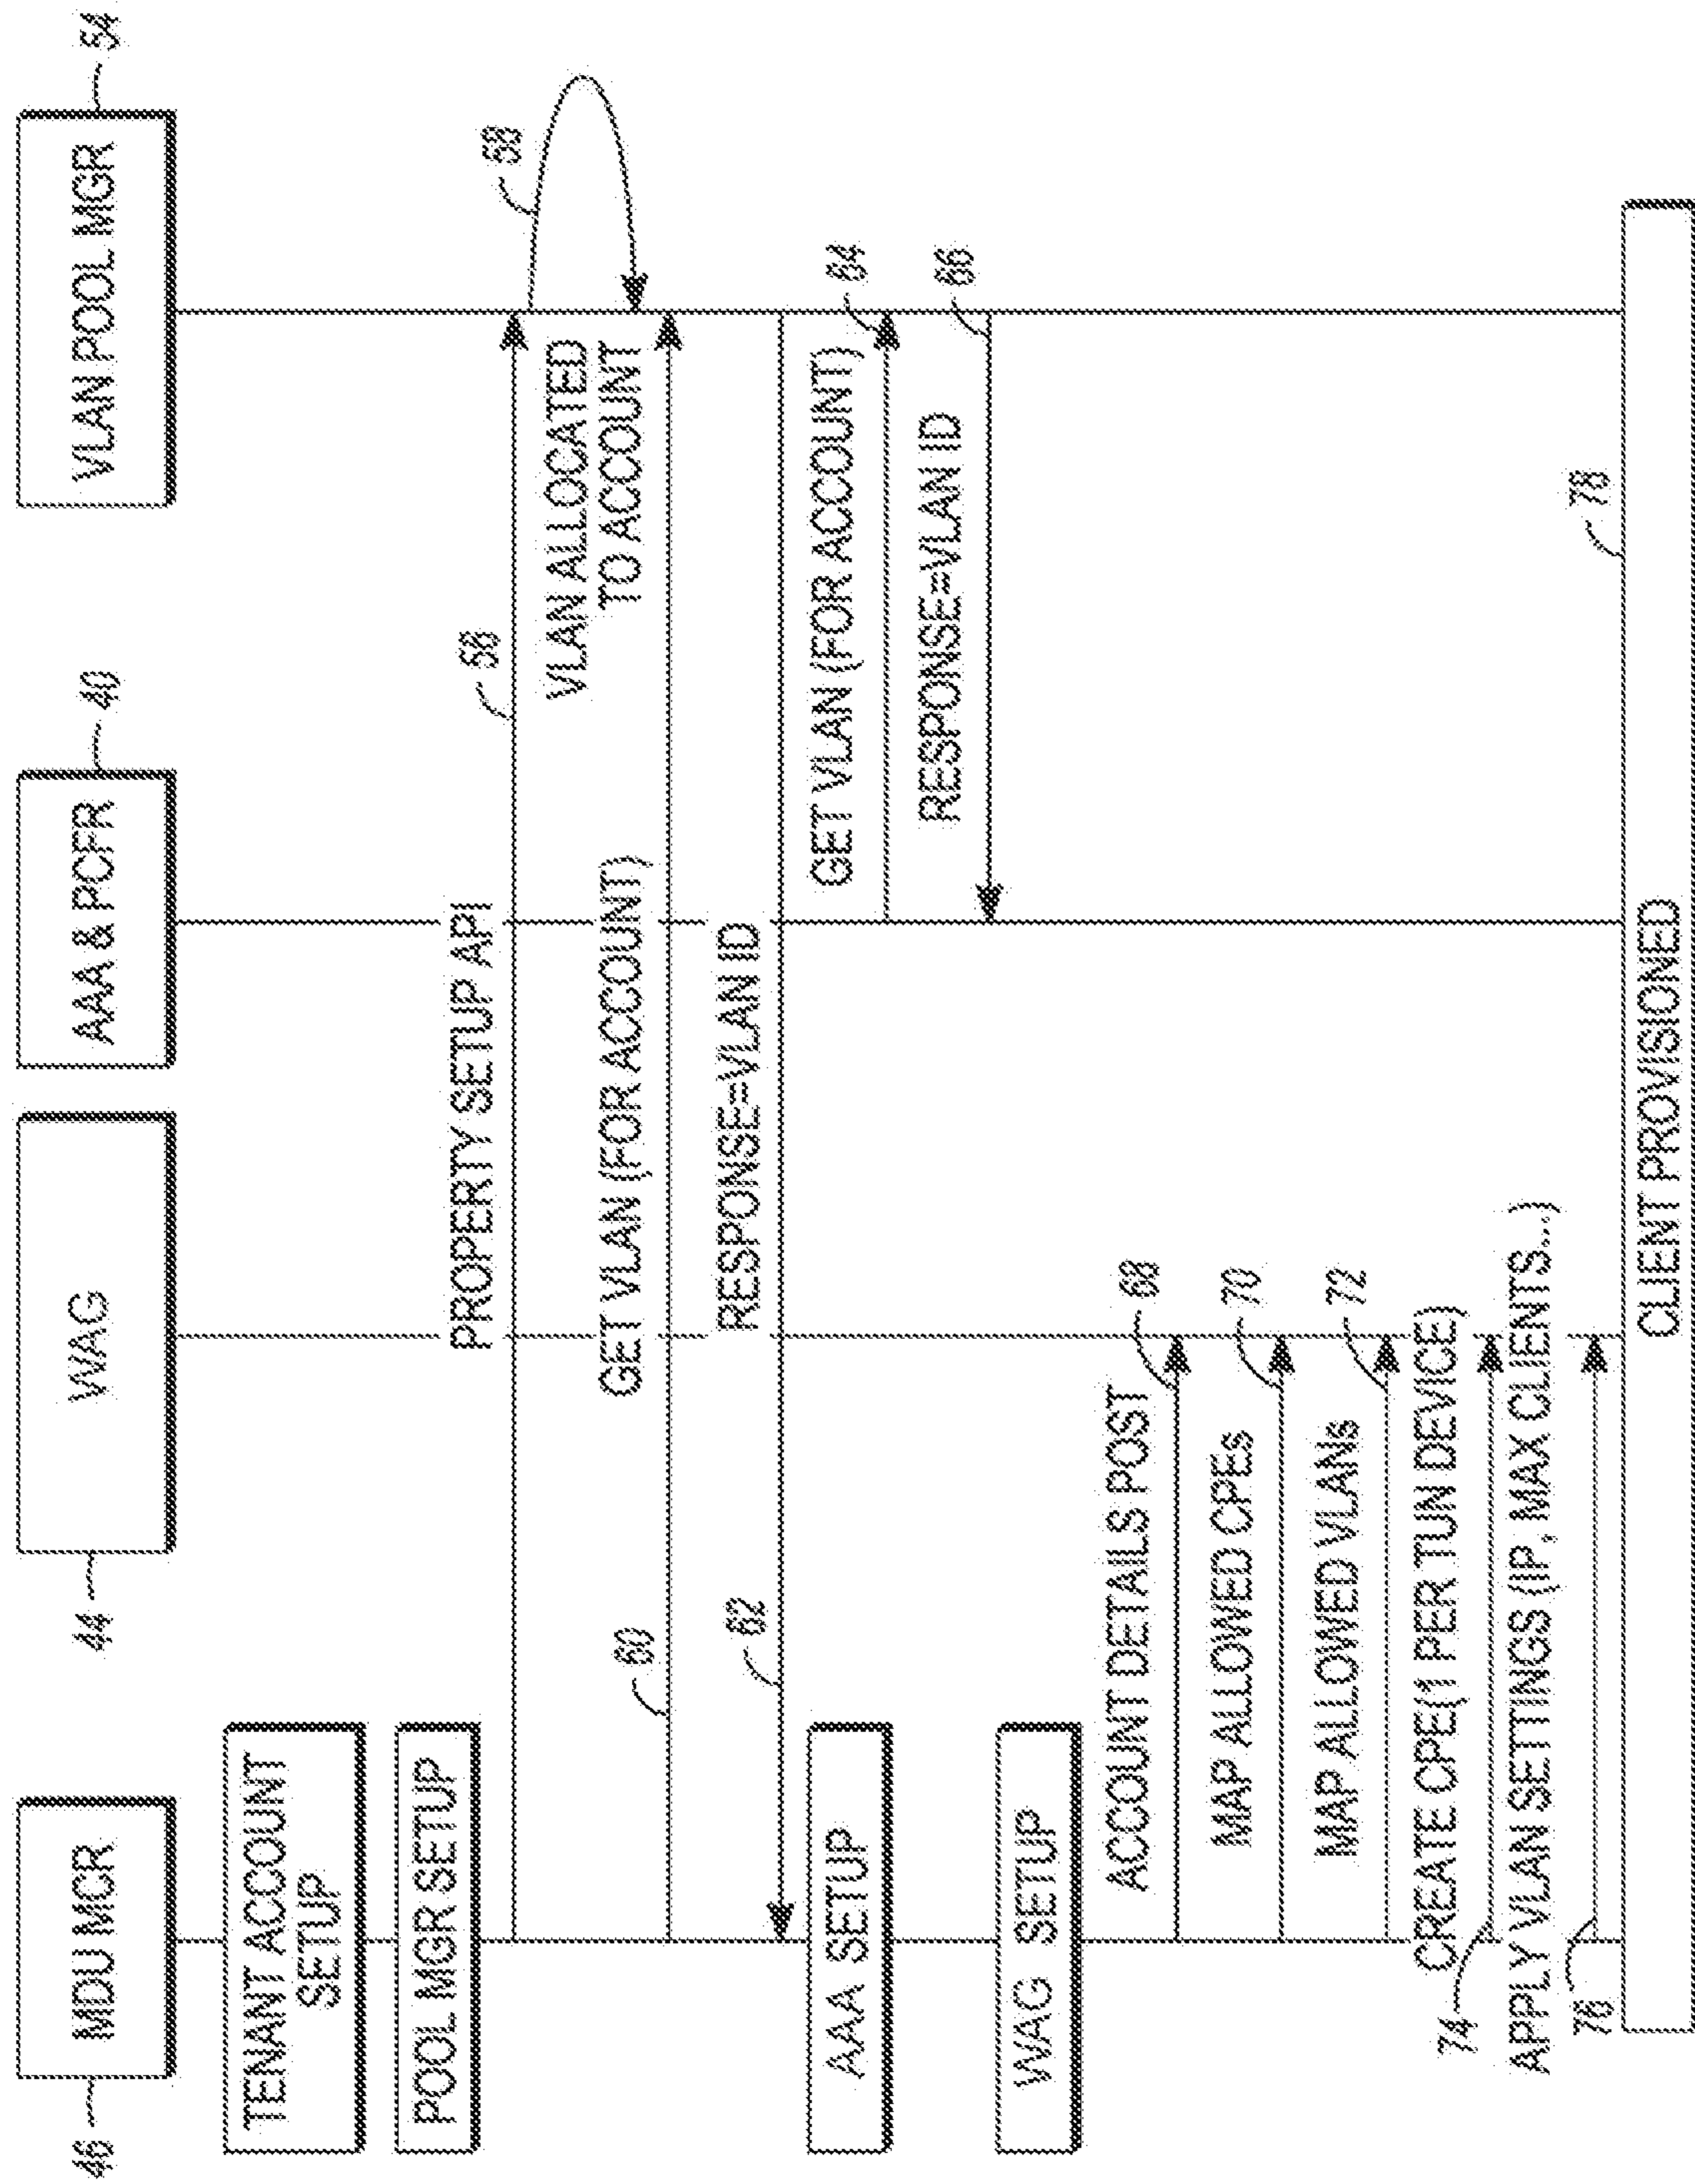 46
MDU MCR
44
WAG
AAA & PCFR
40
VLAN POOL MGR
54
TENANT ACCOUNT
SETUP
POOL MGR SETUP
PROPERTY SETUP API
56
58
VLAN ALLOCATED
TO ACCOUNT
60
GET VLAN (FOR ACCOUNT)
62
RESPONSE=VLAN ID
AAA SETUP
GET VLAN (FOR ACCOUNT)
64
RESPONSE=VLAN ID
66
WAG SETUP
ACCOUNT DETAILS POST
68
MAP ALLOWED CPEs
70
MAP ALLOWED VLANs
72
CREATE CPE(1 PER TUN DEVICE)
74
APPLY VLAN SETTINGS (IP, MAX CLIENTS...)
76
78
CLIENT PROVISIONED